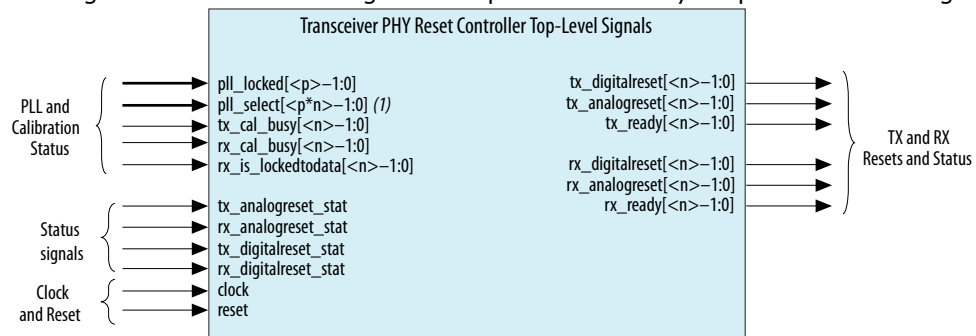 Transceiver PHY Reset Controller Top-Level Signals
PLL and
Calibration
Status
pll_locked[<p>–1:0]
pll_select[<p*n>–1:0] (1)
tx_cal_busy[<n>–1:0]
rx_cal_busy[<n>–1:0]
rx_is_lockedtodata[<n>–1:0]
Status
signals
tx_analogreset_stat
rx_analogreset_stat
tx_digitalreset_stat
rx_digitalreset_stat
Clock
and Reset
clock
reset
tx_digitalreset[<n>–1:0]
tx_analogreset[<n>–1:0]
tx_ready[<n>–1:0]
rx_digitalreset[<n>–1:0]
rx_analogreset[<n>–1:0]
rx_ready[<n>–1:0]
TX and RX
Resets and Status